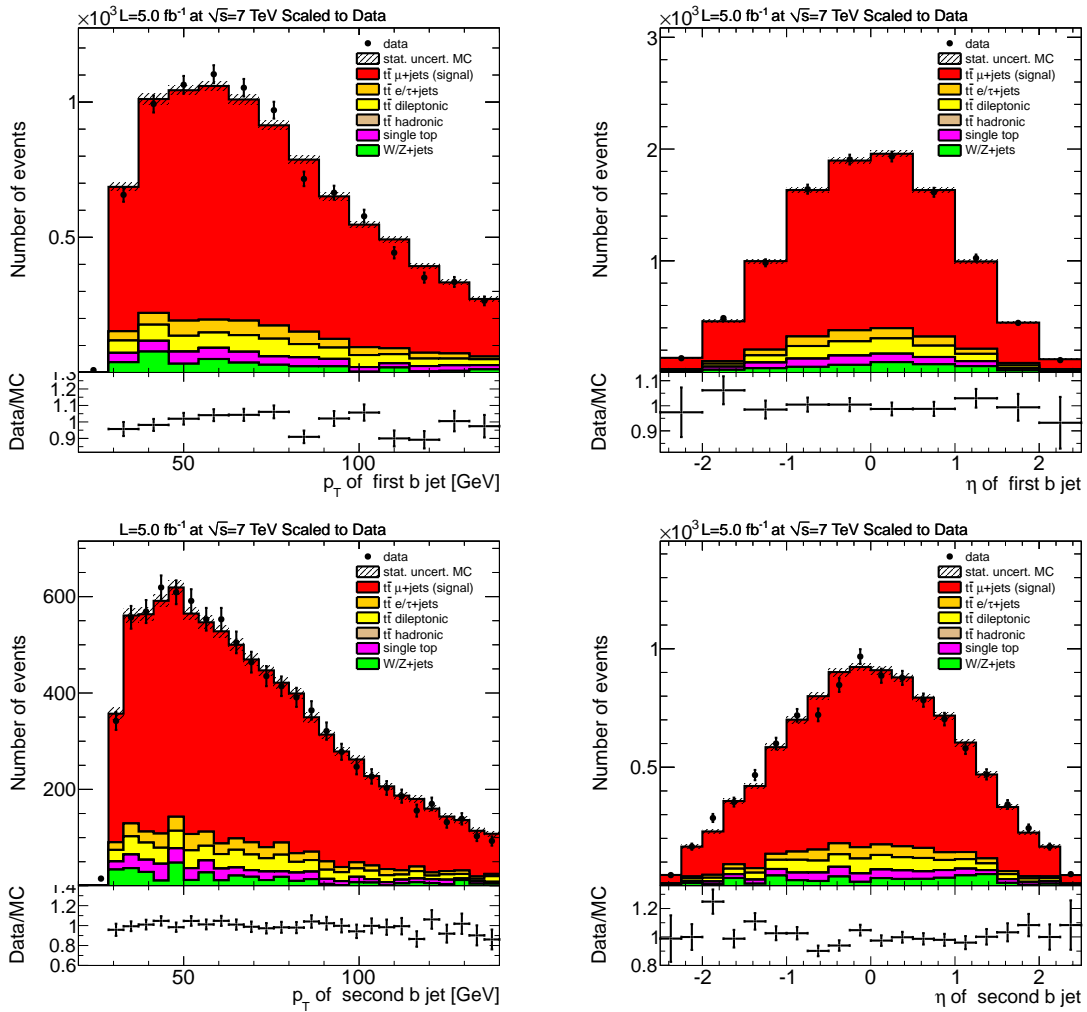 ×10³ L=5.0 fb⁻¹ at √s=7 TeV Scaled to Data
data
stat. uncert. MC
tt̄ μ+jets (signal)
tt̄ e/τ+jets
tt̄ dileptonic
tt̄ hadronic
single top
W/Z+jets
Number of events
1
0.5
Data/MC
1.3
1.2
1.1
1
0.9
50
100
p_T of first b jet [GeV]
L=5.0 fb⁻¹ at √s=7 TeV Scaled to Data
×10³
data
stat. uncert. MC
tt̄ μ+jets (signal)
tt̄ e/τ+jets
tt̄ dileptonic
tt̄ hadronic
single top
W/Z+jets
Number of events
3
2
1
Data/MC
1.1
1
0.9
-2
-1
0
1
2
η of first b jet
L=5.0 fb⁻¹ at √s=7 TeV Scaled to Data
data
stat. uncert. MC
tt̄ μ+jets (signal)
tt̄ e/τ+jets
tt̄ dileptonic
tt̄ hadronic
single top
W/Z+jets
Number of events
600
400
200
Data/MC
1.4
1.2
1.0
0.8
0.6
50
100
p_T of second b jet [GeV]
×10³ L=5.0 fb⁻¹ at √s=7 TeV Scaled to Data
data
stat. uncert. MC
tt̄ μ+jets (signal)
tt̄ e/τ+jets
tt̄ dileptonic
tt̄ hadronic
single top
W/Z+jets
Number of events
1
0.5
Data/MC
1.2
1
0.8
-2
-1
0
1
2
η of second b jet